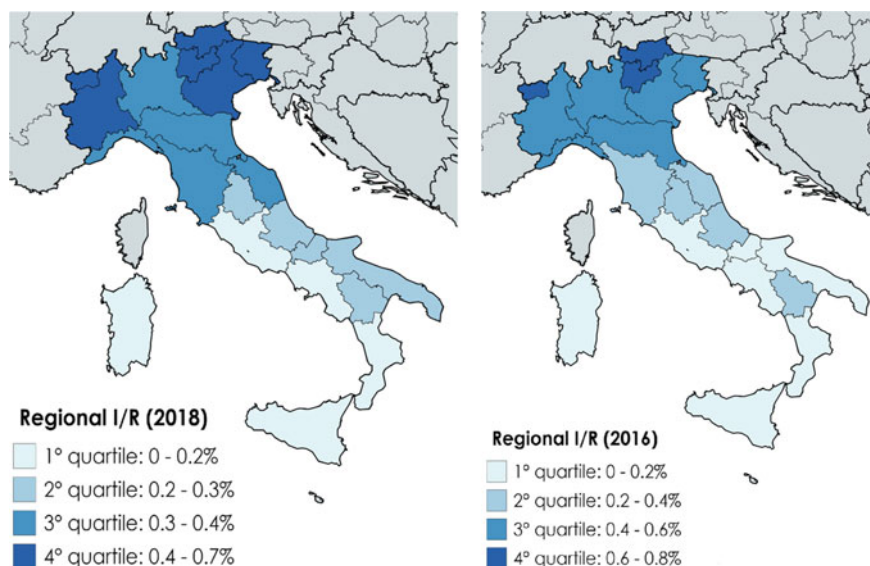 Regional I/R (2018)
1° quartile: 0 - 0.2%
2° quartile: 0.2 - 0.3%
3° quartile: 0.3 - 0.4%
4° quartile: 0.4 - 0.7%
Regional I/R (2016)
1° quartile: 0 - 0.2%
2° quartile: 0.2 - 0.4%
3° quartile: 0.4 - 0.6%
4° quartile: 0.6 - 0.8%